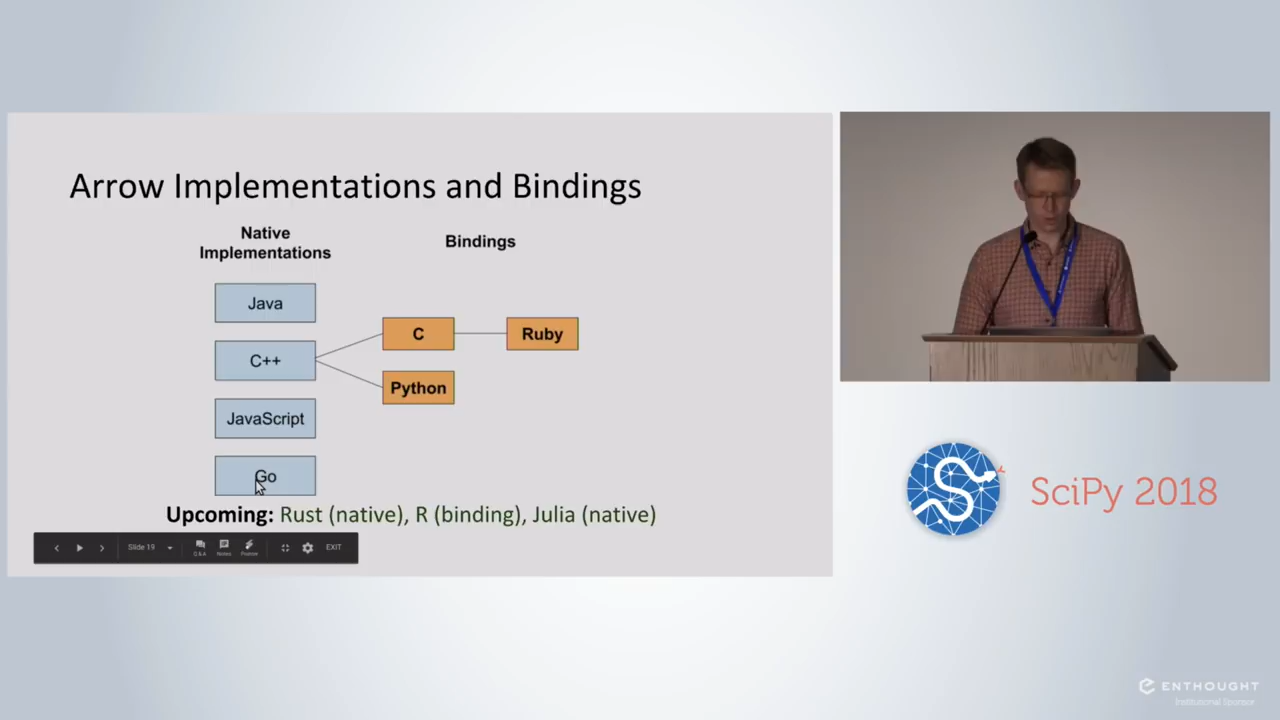 Arrow Implementations and Bindings
Native
Implementations
Bindings
Java
C++
JavaScript
Go
C
Ruby
Python
Upcoming: Rust (native), R (binding), Julia (native)
Slide 19
Q&A
Notes
Pointer
EXIT
SciPy 2018
ENTHOUGHT
Institutional Sponsor